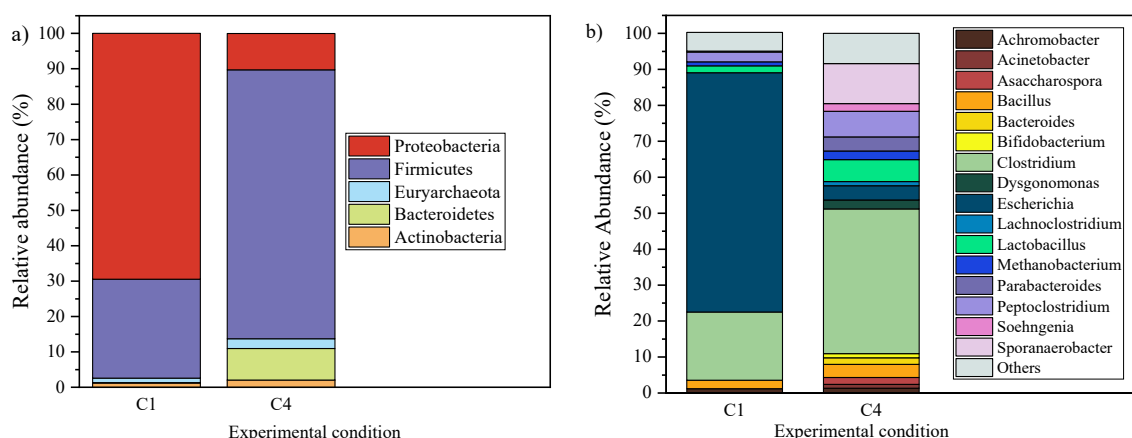 a)
Relative abundance (%)
100
90
80
70
60
50
40
30
20
10
0
C1
C4
Experimental condition
Proteobacteria
Firmicutes
Euryarchaeota
Bacteroidetes
Actinobacteria
b)
Relative Abundance (%)
100
90
80
70
60
50
40
30
20
10
0
C1
C4
Experimental condition
Achromobacter
Acinetobacter
Asaccharospora
Bacillus
Bacteroides
Bifidobacterium
Clostridium
Dysgonomonas
Escherichia
Lachnoclostridium
Lactobacillus
Methanobacterium
Parabacteroides
Peptoclostridium
Soehngenia
Sporanaerobacter
Others